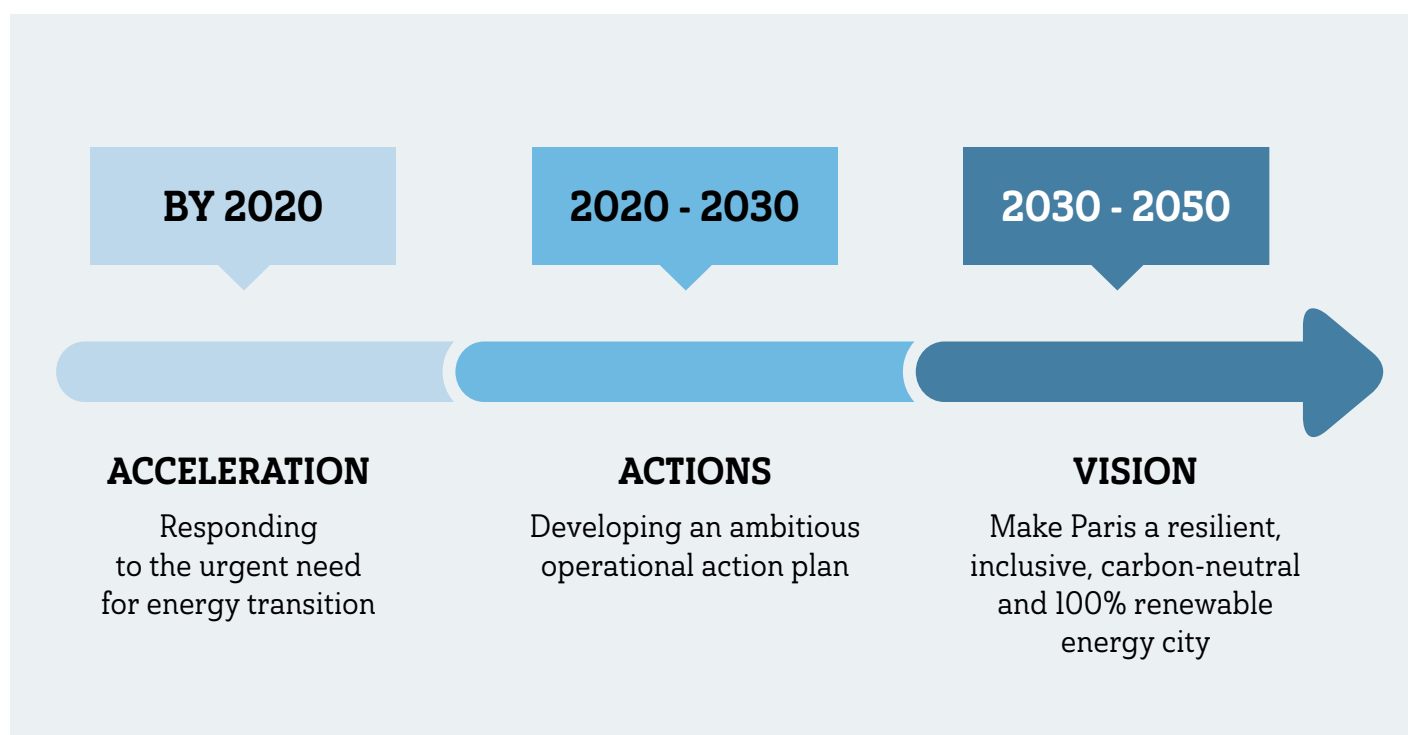 BY 2020
2020 - 2030
2030 - 2050
ACCELERATION
Responding
to the urgent need
for energy transition
ACTIONS
Developing an ambitious
operational action plan
VISION
Make Paris a resilient,
inclusive, carbon-neutral
and 100% renewable
energy city